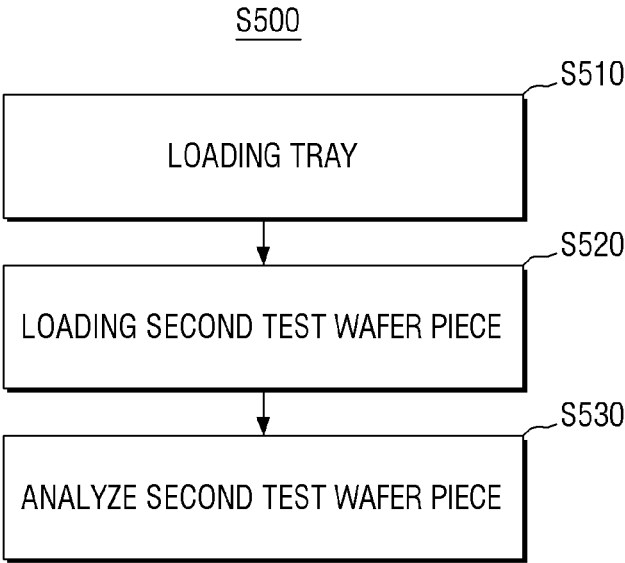 S500
S510
LOADING TRAY
S520
LOADING SECOND TEST WAFER PIECE
S530
ANALYZE SECOND TEST WAFER PIECE